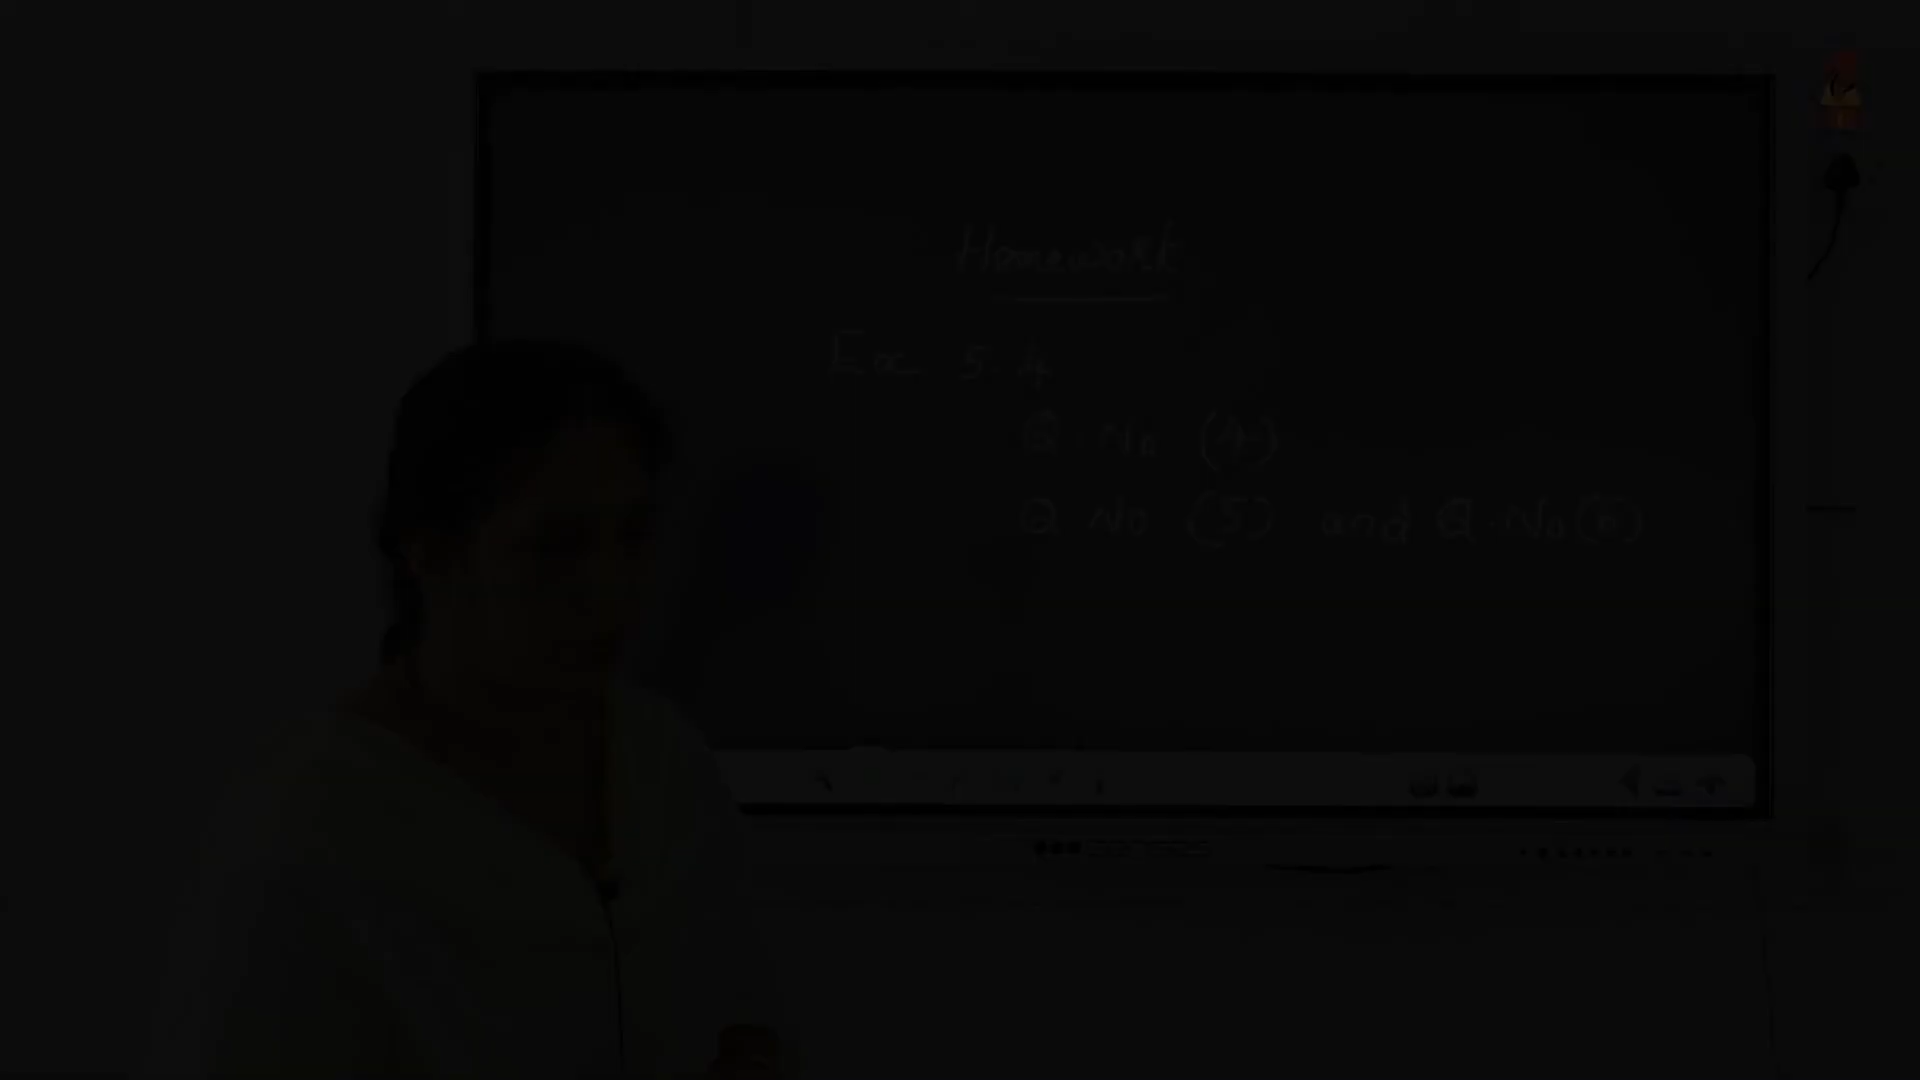 Homework
Ex 5.4
Q. No (4)
Q No (5) and Q. No (6)